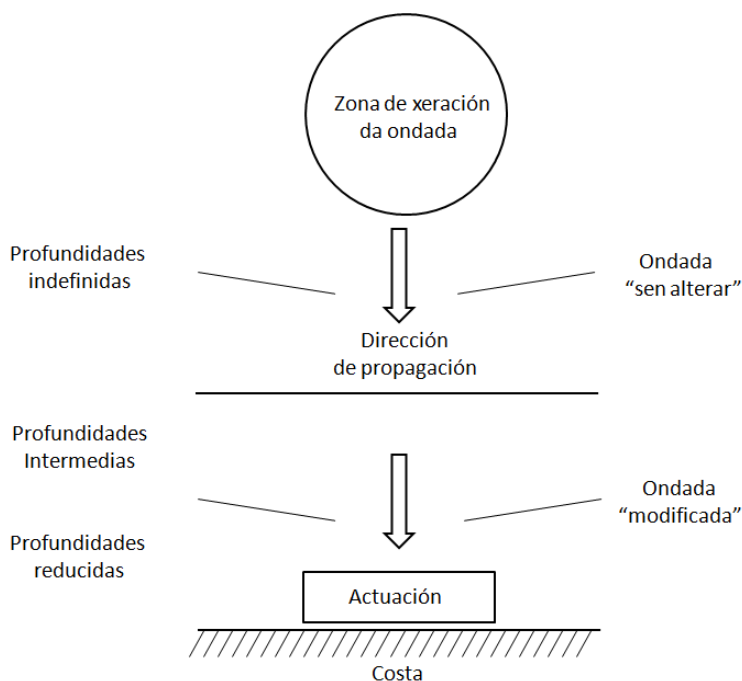 Zona de xeración
da ondada
Profundidades
indefinidas
Ondada
“sen alterar”
Dirección
de propagación
Profundidades
Intermedias
Ondada
“modificada”
Profundidades
reducidas
Actuación
Costa